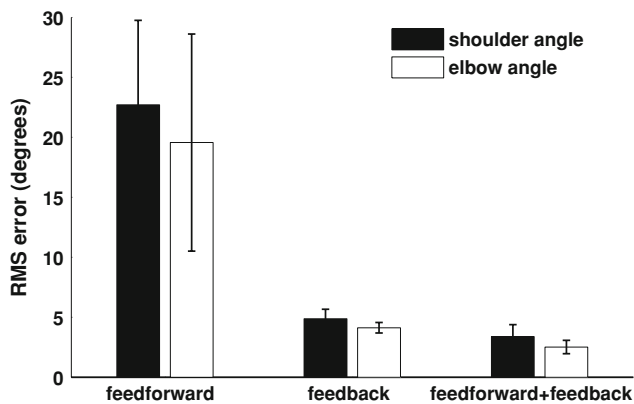 30
25
20
15
10
5
0
RMS error (degrees)
shoulder angle
elbow angle
feedforward
feedback
feedforward+feedback